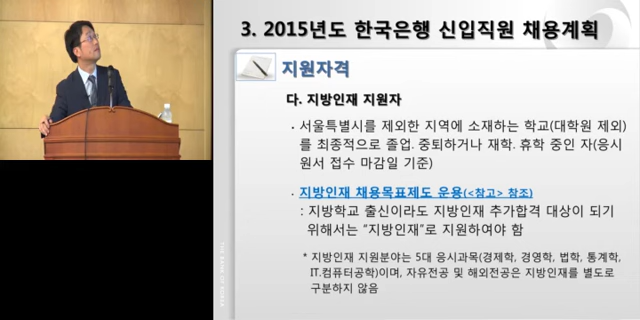 3. 2015년도 한국은행 신입직원 채용계획
지원자격
다. 지방인재 지원자
· 서울특별시를 제외한 지역에 소재하는 학교(대학원 제외)
를 최종적으로 졸업. 중퇴하거나 재학. 휴학 중인 자(응시
원서 접수 마감일 기준)
· 지방인재 채용목표제도 운용(<참고> 참조)
: 지방학교 출신이라도 지방인재 추가합격 대상이 되기
위해서는 "지방인재"로 지원하여야 함
* 지방인재 지원분야는 5대 응시과목(경제학, 경영학, 법학, 통계학,
IT.컴퓨터공학)이며, 자유전공 및 해외전공은 지방인재를 별도로
구분하지 않음